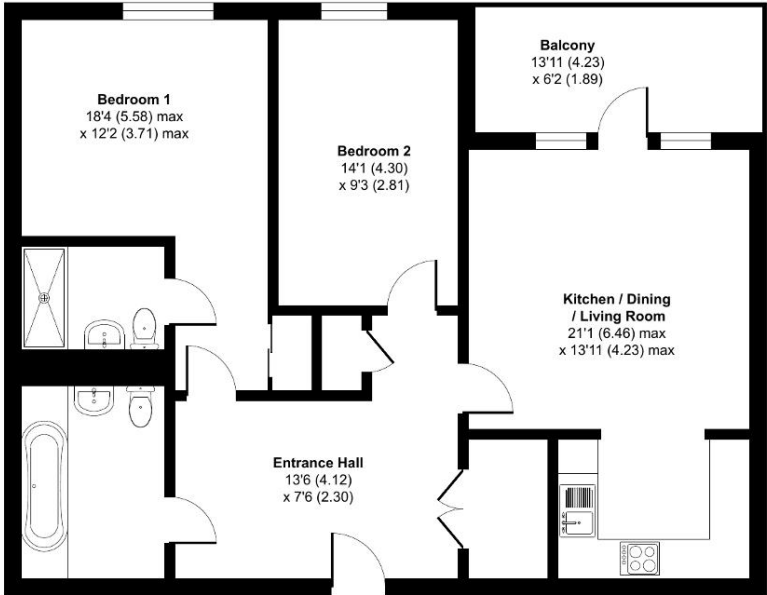 Balcony
13'11 (4.23)
x 6'2 (1.89)
Bedroom 1
18'4 (5.58) max
x 12'2 (3.71) max
Bedroom 2
14'1 (4.30)
x 9'3 (2.81)
Kitchen / Dining
/ Living Room
21'1 (6.46) max
x 13'11 (4.23) max
Entrance Hall
13'6 (4.12)
x 7'6 (2.30)